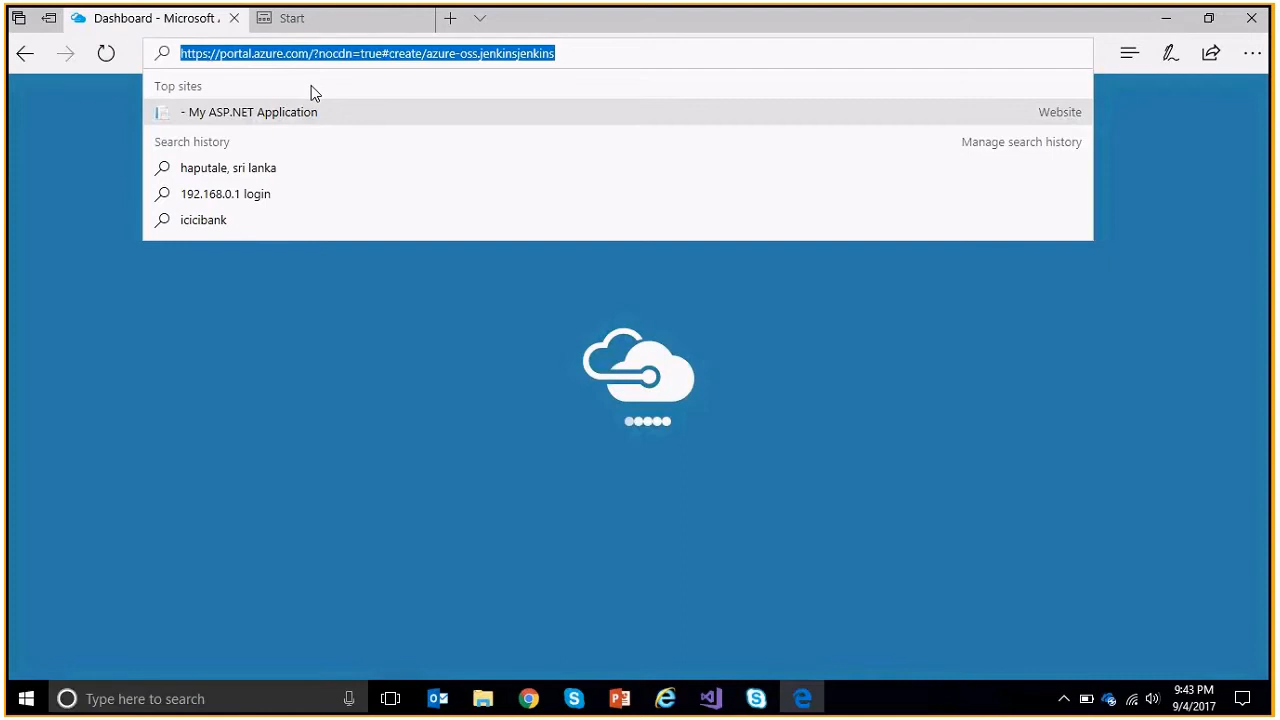 Dashboard - Microsoft A
Start
https://portal.azure.com/?nocdn=true#create/azure-oss.jenkinsjenkins
Top sites
- My ASP.NET Application
Website
Search history
Manage search history
haputale, sri lanka
192.168.0.1 login
icicibank
Type here to search
9:43 PM
9/4/2017